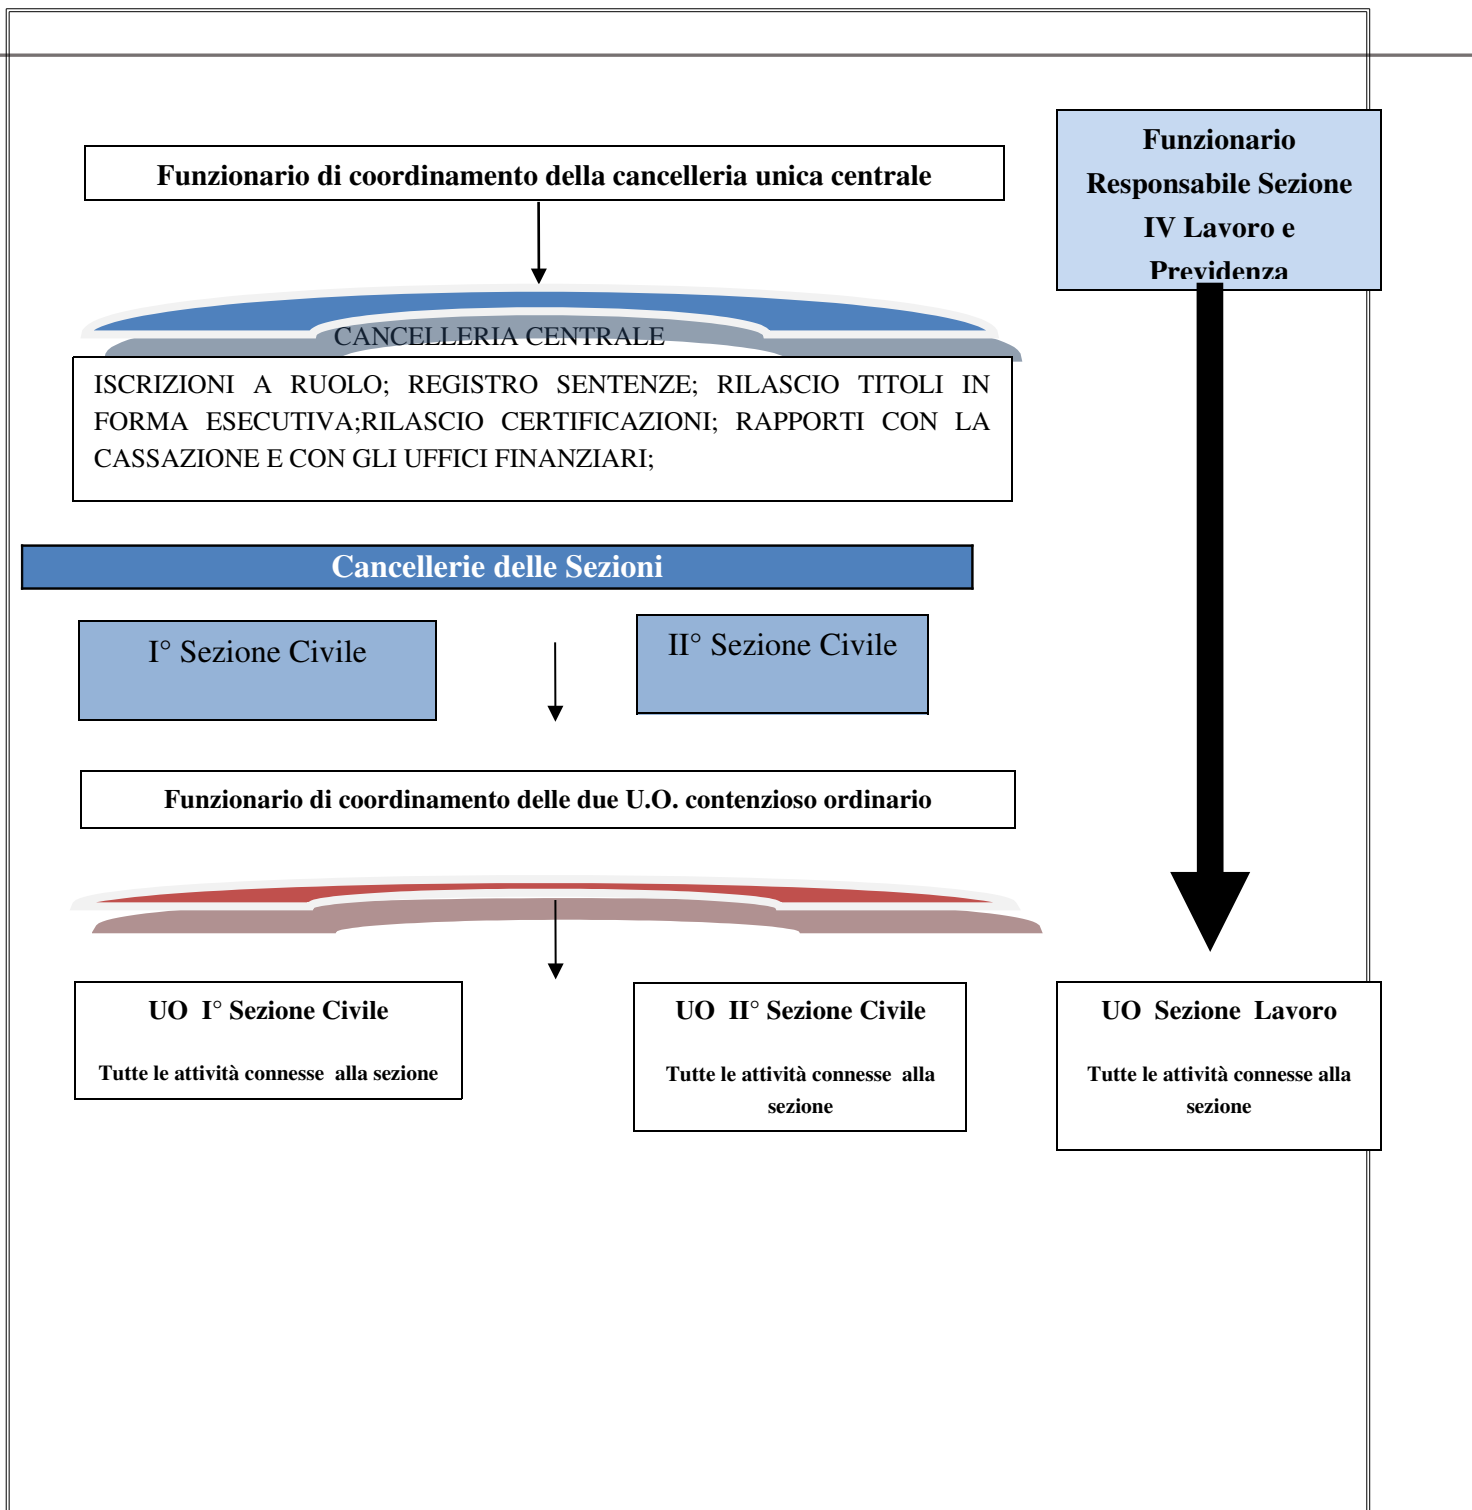 Funzionario di coordinamento della cancelleria unica centrale
Funzionario
Responsabile Sezione
IV Lavoro e
Previdenza
CANCELLERIA CENTRALE
ISCRIZIONI A RUOLO; REGISTRO SENTENZE; RILASCIO TITOLI IN
FORMA ESECUTIVA;RILASCIO CERTIFICAZIONI; RAPPORTI CON LA
CASSAZIONE E CON GLI UFFICI FINANZIARI;
Cancellerie delle Sezioni
I° Sezione Civile
II° Sezione Civile
Funzionario di coordinamento delle due U.O. contenzioso ordinario
UO I° Sezione Civile
Tutte le attività connesse alla sezione
UO II° Sezione Civile
Tutte le attività connesse alla
sezione
UO Sezione Lavoro
Tutte le attività connesse alla
sezione